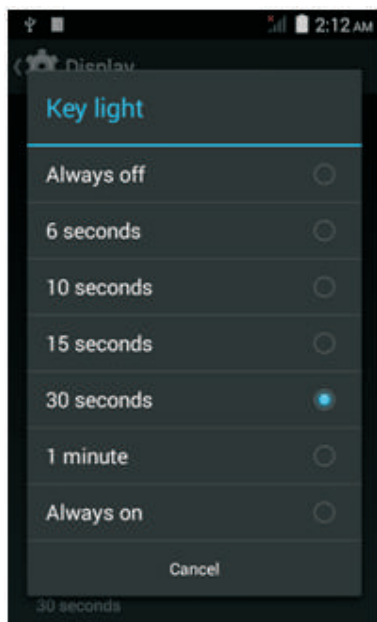 2:12 AM
Display
Key light
Always off
6 seconds
10 seconds
15 seconds
30 seconds
1 minute
Always on
Cancel
30 seconds